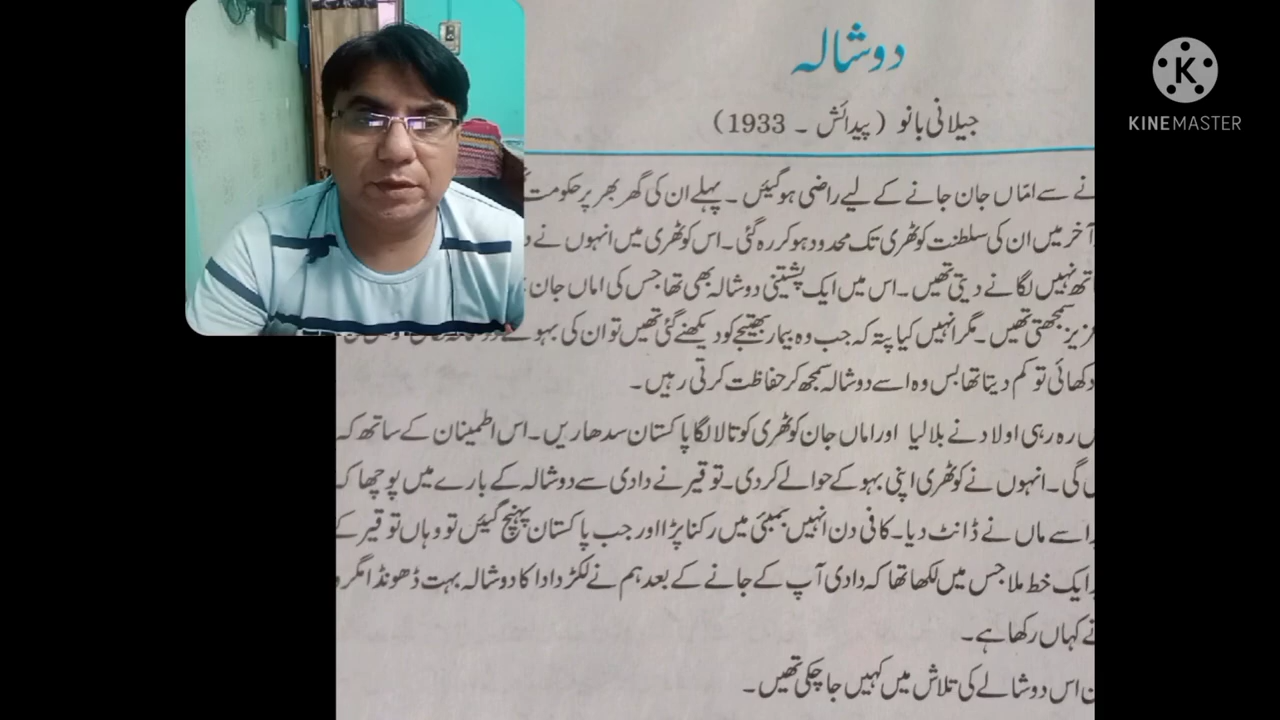 دوشالہ
جیلانی بانو ( پیدائش ۔ 1933)
نے سے امّاں جان جانے کے لیے راضی ہوگئیں ۔ پہلے ان کی گھر بھر پر حکومت
آخر میں ان کی سلطنت کوٹھری تک محدود ہو کر رہ گئی ۔ اس کوٹھری میں انہوں نے
نہیں لگانے دیتی تھیں ۔ اس میں ایک پشتینی دوشالہ بھی تھا جس کی اماں جان
سمجھتی تھیں ۔ مگر انہیں کیا پتہ کہ جب وہ بیمار بھتیجے کو دیکھنے گئی تھیں تو ان کی بہو
دکھائی تو کم دیتا تھا بس وہ اسے دوشالہ سمجھ کر حفاظت کرتی رہیں ۔
رہ رہی اولاد نے بلا لیا اور اماں جان کوٹھری کو تالا لگا پاکستان سدھاریں ۔ اس اطمینان کے ساتھ کہ
گی ۔ انہوں نے کوٹھری اپنی بہو کے حوالے کر دی ۔ توقیر نے دادی سے دوشالہ کے بارے میں پوچھا
اسے ماں نے ڈانٹ دیا ۔ کافی دن انہیں بمبئی میں رکنا پڑا اور جب پاکستان پہنچ گئیں تو وہاں توقیر کے
ایک خط ملا جس میں لکھا تھا کہ دادی آپ کے جانے کے بعد ہم نے لکڑ دادا کا دوشالہ بہت ڈھونڈا مگر
کہاں رکھا ہے ۔
اس دوشالے کی تلاش میں کہیں جا چکی تھیں ۔
K
KINEMASTER